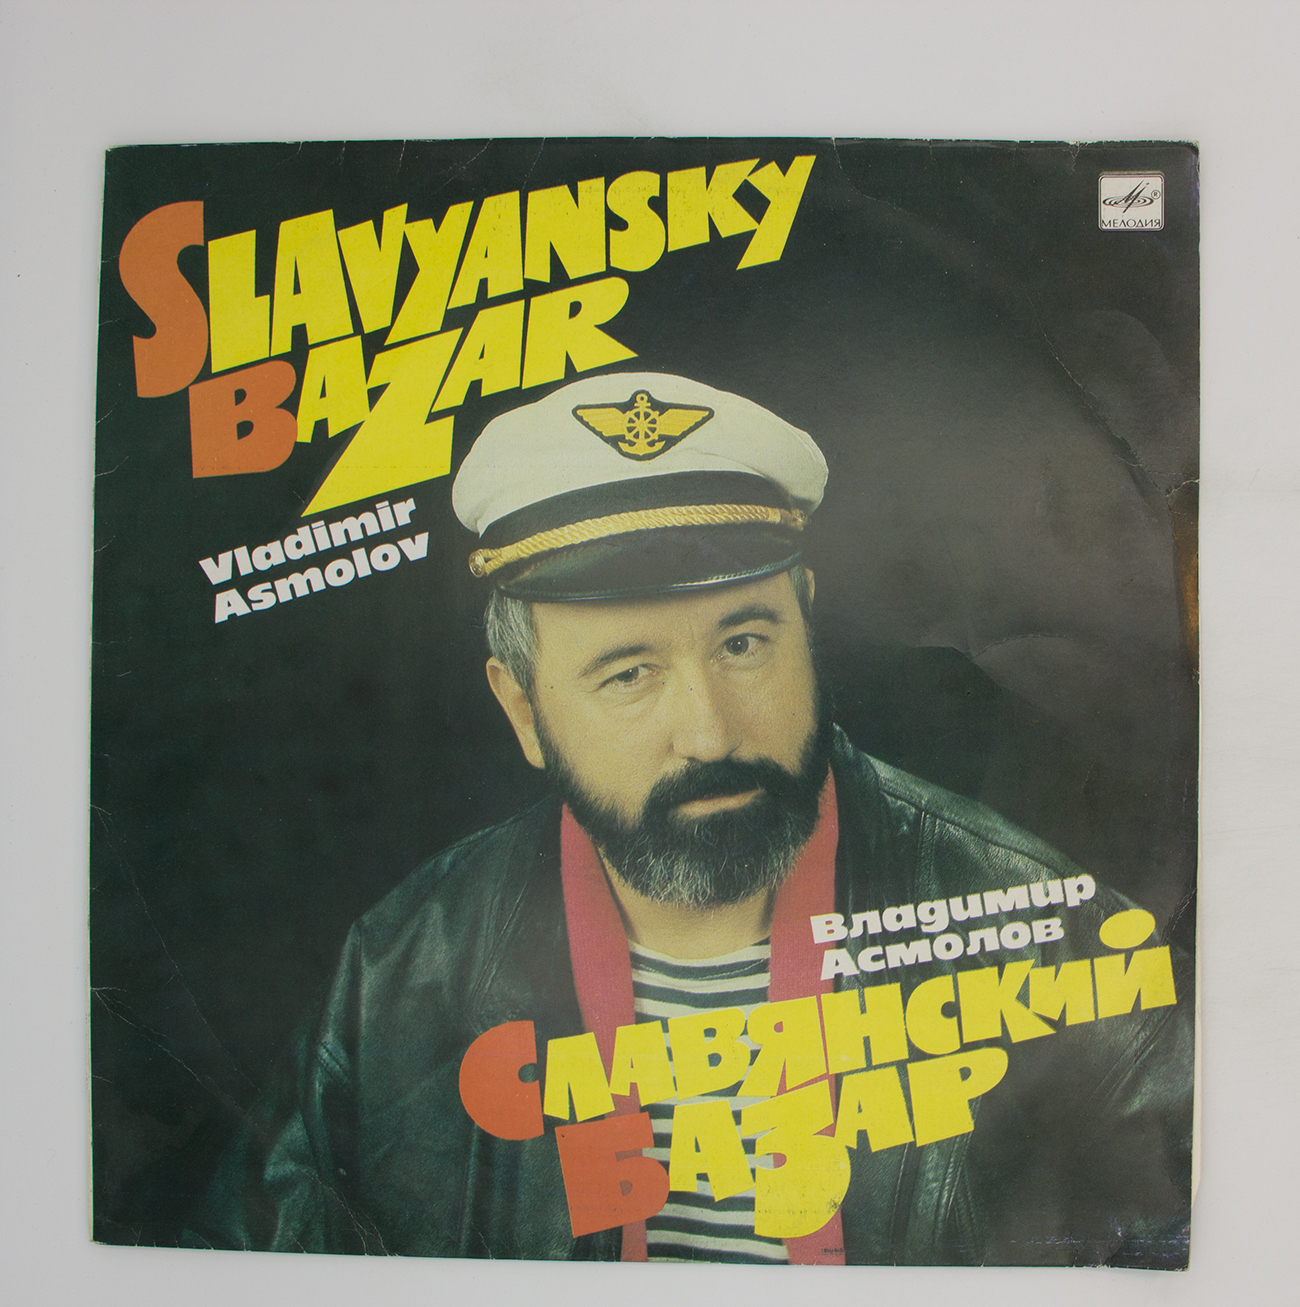 SLAVYANSKY
BAZAR
Vladimir
Asmolov
®
МЕЛОДИЯ
Владимир
Асмолов
СЛАВЯНСКИЙ
БАЗАР